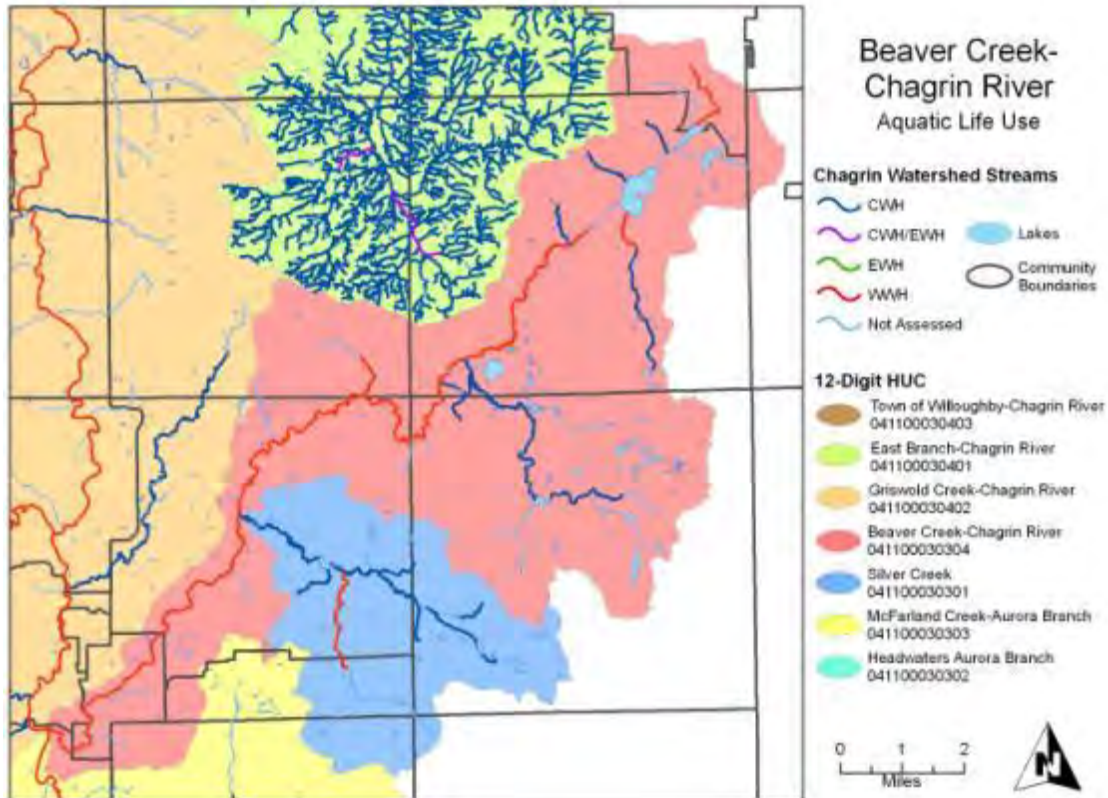 Beaver Creek-
Chagrin River
Aquatic Life Use
Chagrin Watershed Streams
CWH
CWH/EWH
EWH
WWH
Not Assessed
Lakes
Community
Boundaries
12-Digit HUC
Town of Willoughby-Chagrin River
041100030403
East Branch-Chagrin River
041100030401
Griswold Creek-Chagrin River
041100030402
Beaver Creek-Chagrin River
041100030304
Silver Creek
041100030301
McFarland Creek-Aurora Branch
041100030303
Headwaters Aurora Branch
041100030302
0 1 2
Miles
N